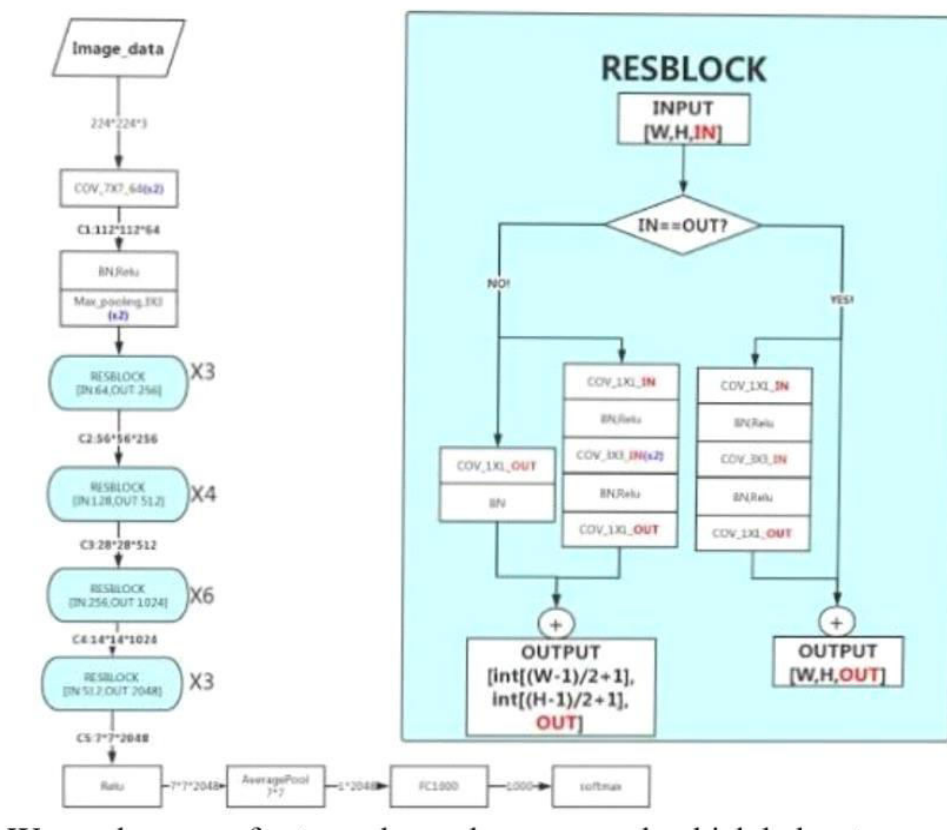 Image_data
224*224*3
COV_7X7_64(s2)
C1:112*112*64
BN,Relu
Max_pooling,3X3
(s2)
RESBLOCK
[IN:64,OUT 256]
X3
C2:56*56*256
RESBLOCK
[IN:128,OUT 512]
X4
C3:28*28*512
RESBLOCK
[IN:256,OUT 1024]
X6
C4:14*14*1024
RESBLOCK
[IN:512,OUT 2048]
X3
C5:7*7*2048
Relu
7*7*2048
AveragePool
7*7
1*2048
FC1000
1000
softmax
RESBLOCK
INPUT
[W,H,IN]
IN==OUT?
NO!
YES!
COV_1X1_OUT
BN
COV_1X1_IN
BN,Relu
COV_3X3_IN(s2)
BN,Relu
COV_1X1_OUT
COV_1X1_IN
BN,Relu
COV_3X3_IN
BN,Relu
COV_1X1_OUT
+
OUTPUT
[int[(W-1)/2+1],
int[(H-1)/2+1],
OUT]
+
OUTPUT
[W,H,OUT]